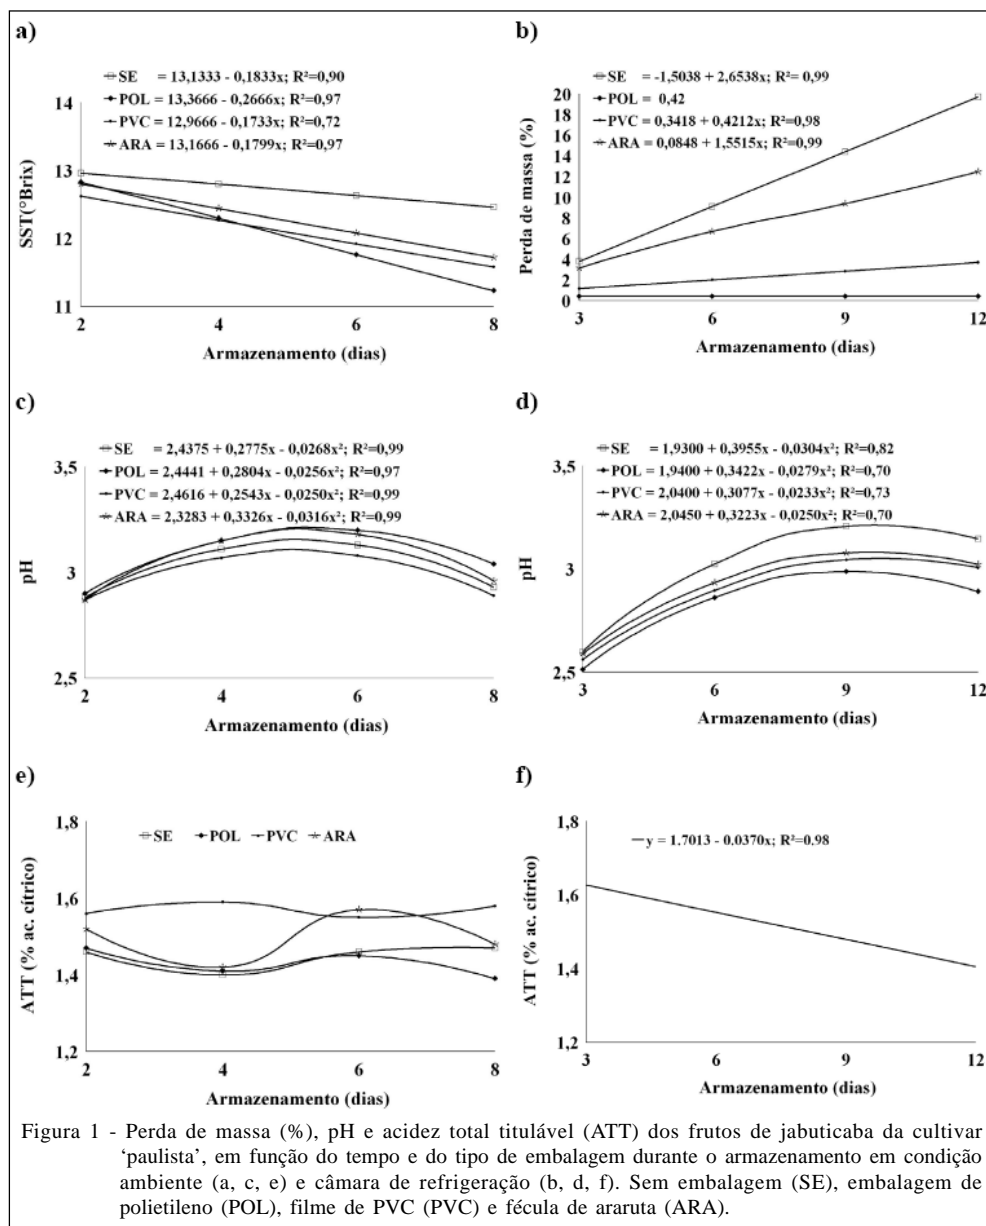 a)
SE = 13,1333 - 0,1833x; R²=0,90
POL = 13,3666 - 0,2666x; R²=0,97
PVC = 12,9666 - 0,1733x; R²=0,72
ARA = 13,1666 - 0,1799x; R²=0,97
SST(°Brix)
14
13
12
11
2 4 6 8
Armazenamento (dias)
b)
SE = -1,5038 + 2,6538x; R²= 0,99
POL = 0,42
PVC = 0,3418 + 0,4212x; R²=0,98
ARA = 0,0848 + 1,5515x; R²=0,99
Perda de massa (%)
20
18
16
14
12
10
8
6
4
2
0
3 6 9 12
Armazenamento (dias)
c)
SE = 2,4375 + 0,2775x - 0,0268x²; R²=0,99
POL = 2,4441 + 0,2804x - 0,0256x²; R²=0,97
PVC = 2,4616 + 0,2543x - 0,0250x²; R²=0,99
ARA = 2,3283 + 0,3326x - 0,0316x²; R²=0,99
pH
3,5
3
2,5
2 4 6 8
Armazenamento (dias)
d)
SE = 1,9300 + 0,3955x - 0,0304x²; R²=0,82
POL = 1,9400 + 0,3422x - 0,0279x²; R²=0,70
PVC = 2,0400 + 0,3077x - 0,0233x²; R²=0,73
ARA = 2,0450 + 0,3223x - 0,0250x²; R²=0,70
pH
3,5
3
2,5
3 6 9 12
Armazenamento (dias)
e)
SE POL PVC ARA
ATT (% ac. cítrico)
1,8
1,6
1,4
1,2
2 4 6 8
Armazenamento (dias)
f)
y = 1.7013 - 0.0370x; R²=0.98
ATT (% ac. cítrico)
1,8
1,6
1,4
1,2
3 6 9 12
Armazenamento (dias)
Figura 1 - Perda de massa (%), pH e acidez total titulável (ATT) dos frutos de jabuticaba da cultivar
‘paulista’, em função do tempo e do tipo de embalagem durante o armazenamento em condição
ambiente (a, c, e) e câmara de refrigeração (b, d, f). Sem embalagem (SE), embalagem de
polietileno (POL), filme de PVC (PVC) e fécula de araruta (ARA).